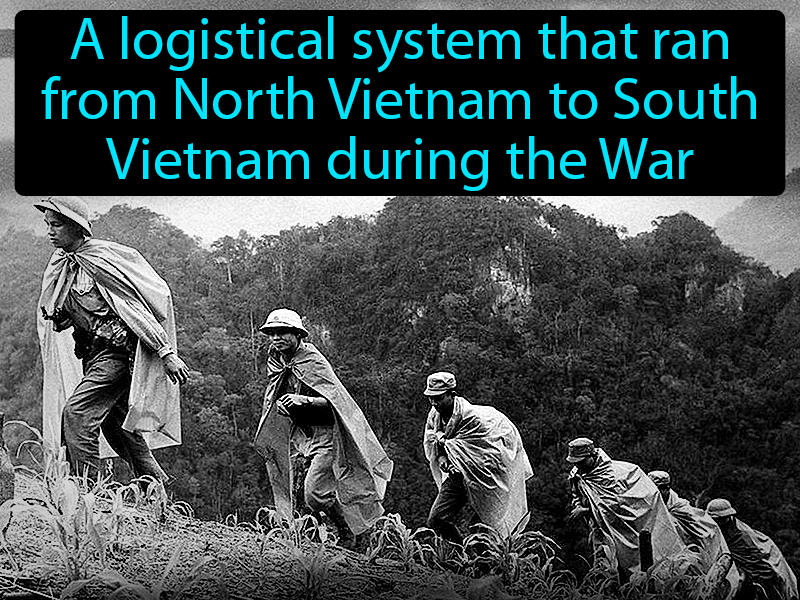 A logistical system that ran
from North Vietnam to South
Vietnam during the War